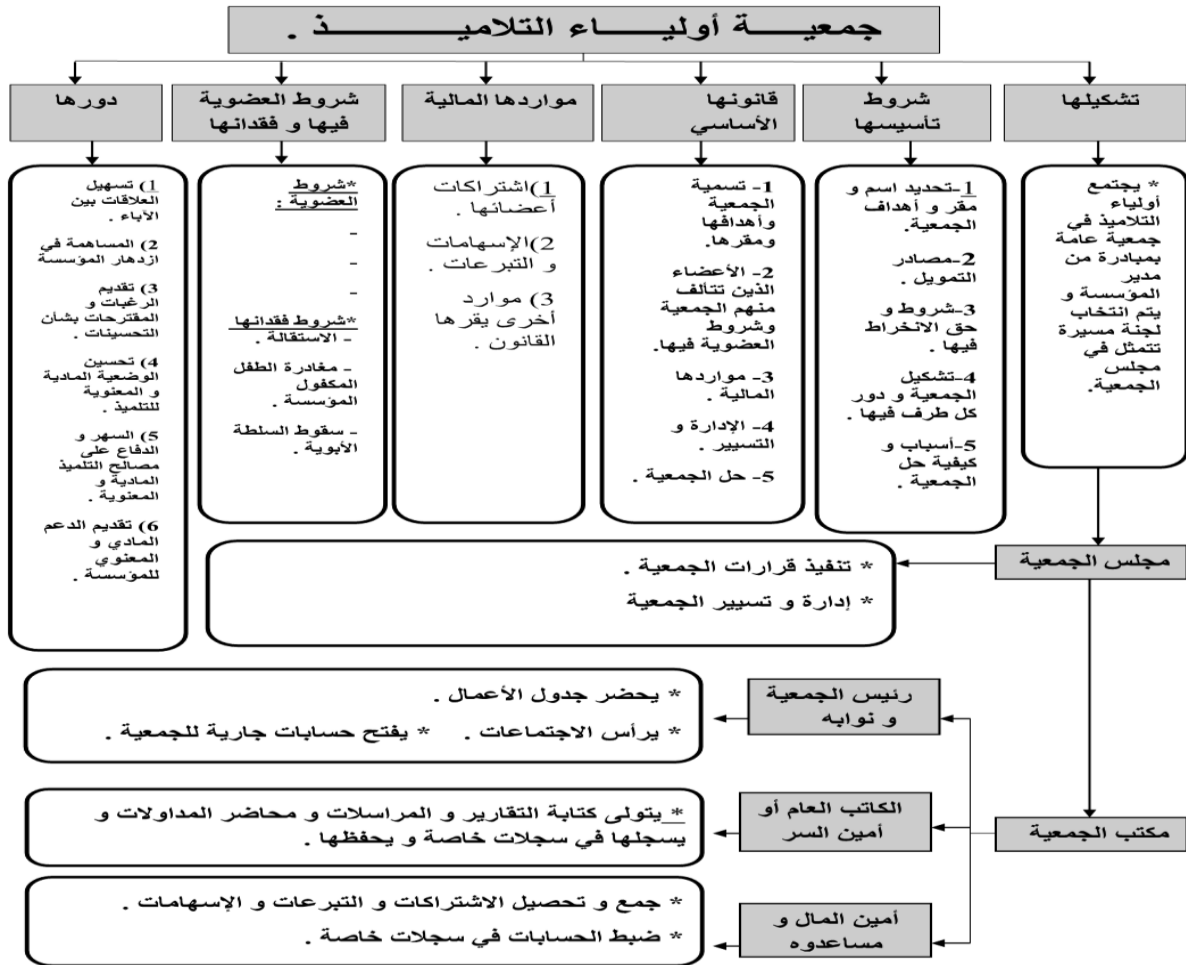 جمعيــــة أوليــــاء التلاميــــــــذ .
تشكيلها
شروط
تأسيسها
قانونها
الأساسي
مواردها المالية
شروط العضوية
فيها و فقدانها
دورها
* يجتمع
أولياء
التلاميذ في
جمعية عامة
بمبادرة من
مدير
المؤسسة و
يتم انتخاب
لجنة مسيرة
تتمثل في
مجلس
الجمعية.
1-تحديد اسم و
مقر و أهداف
الجمعية.
2-مصادر
التمويل .
3-شروط و
حق الانخراط
فيها .
4-تشكيل
الجمعية و دور
كل طرف فيها .
5-أسباب و
كيفية حل
الجمعية .
1- تسمية
الجمعية
وأهدافها
ومقرها.
2- الأعضاء
الذين تتألف
منهم الجمعية
وشروط
العضوية فيها.
3- مواردها
المالية .
4- الإدارة و
التسيير .
5- حل الجمعية .
1)اشتراكات
أعضائها .
2)الإسهامات
و التبرعات .
3) موارد
أخرى يقرها
القانون .
*شروط
العضوية :
-
-
-
*شروط فقدانها
- الاستقالة .
- مغادرة الطفل
المكفول
المؤسسة .
- سقوط السلطة
الأبوية .
1) تسهيل
العلاقات بين
الأباء .
2) المساهمة في
ازدهار المؤسسة
3) تقديم
الرغبات و
المقترحات بشأن
التحسينات .
4) تحسين
الوضعية المادية
و المعنوية
للتلميذ .
5) السهر و
الدفاع على
مصالح التلميذ
المادية و
المعنوية .
6) تقديم الدعم
المادي و
المعنوي
للمؤسسة .
مجلس الجمعية
* تنفيذ قرارات الجمعية .
* إدارة و تسيير الجمعية
مكتب الجمعية
رئيس الجمعية
و نوابه
* يحضر جدول الأعمال .
* يرأس الاجتماعات . * يفتح حسابات جارية للجمعية .
الكاتب العام أو
أمين السر
* يتولى كتابة التقارير و المراسلات و محاضر المداولات و
يسجلها في سجلات خاصة و يحفظها .
أمين المال و
مساعدوه
* جمع و تحصيل الاشتراكات و التبرعات و الإسهامات .
* ضبط الحسابات في سجلات خاصة .